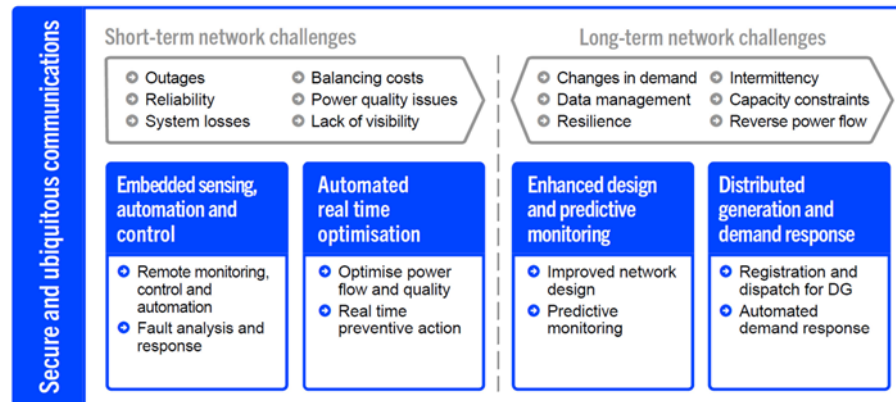 Secure and ubiquitous communications
Short-term network challenges
Outages
Reliability
System losses
Balancing costs
Power quality issues
Lack of visibility
Long-term network challenges
Changes in demand
Data management
Resilience
Intermittency
Capacity constraints
Reverse power flow
Embedded sensing,
automation and
control
Remote monitoring,
control and
automation
Fault analysis and
response
Automated
real time
optimisation
Optimise power
flow and quality
Real time
preventive action
Enhanced design
and predictive
monitoring
Improved network
design
Predictive
monitoring
Distributed
generation and
demand response
Registration and
dispatch for DG
Automated
demand response